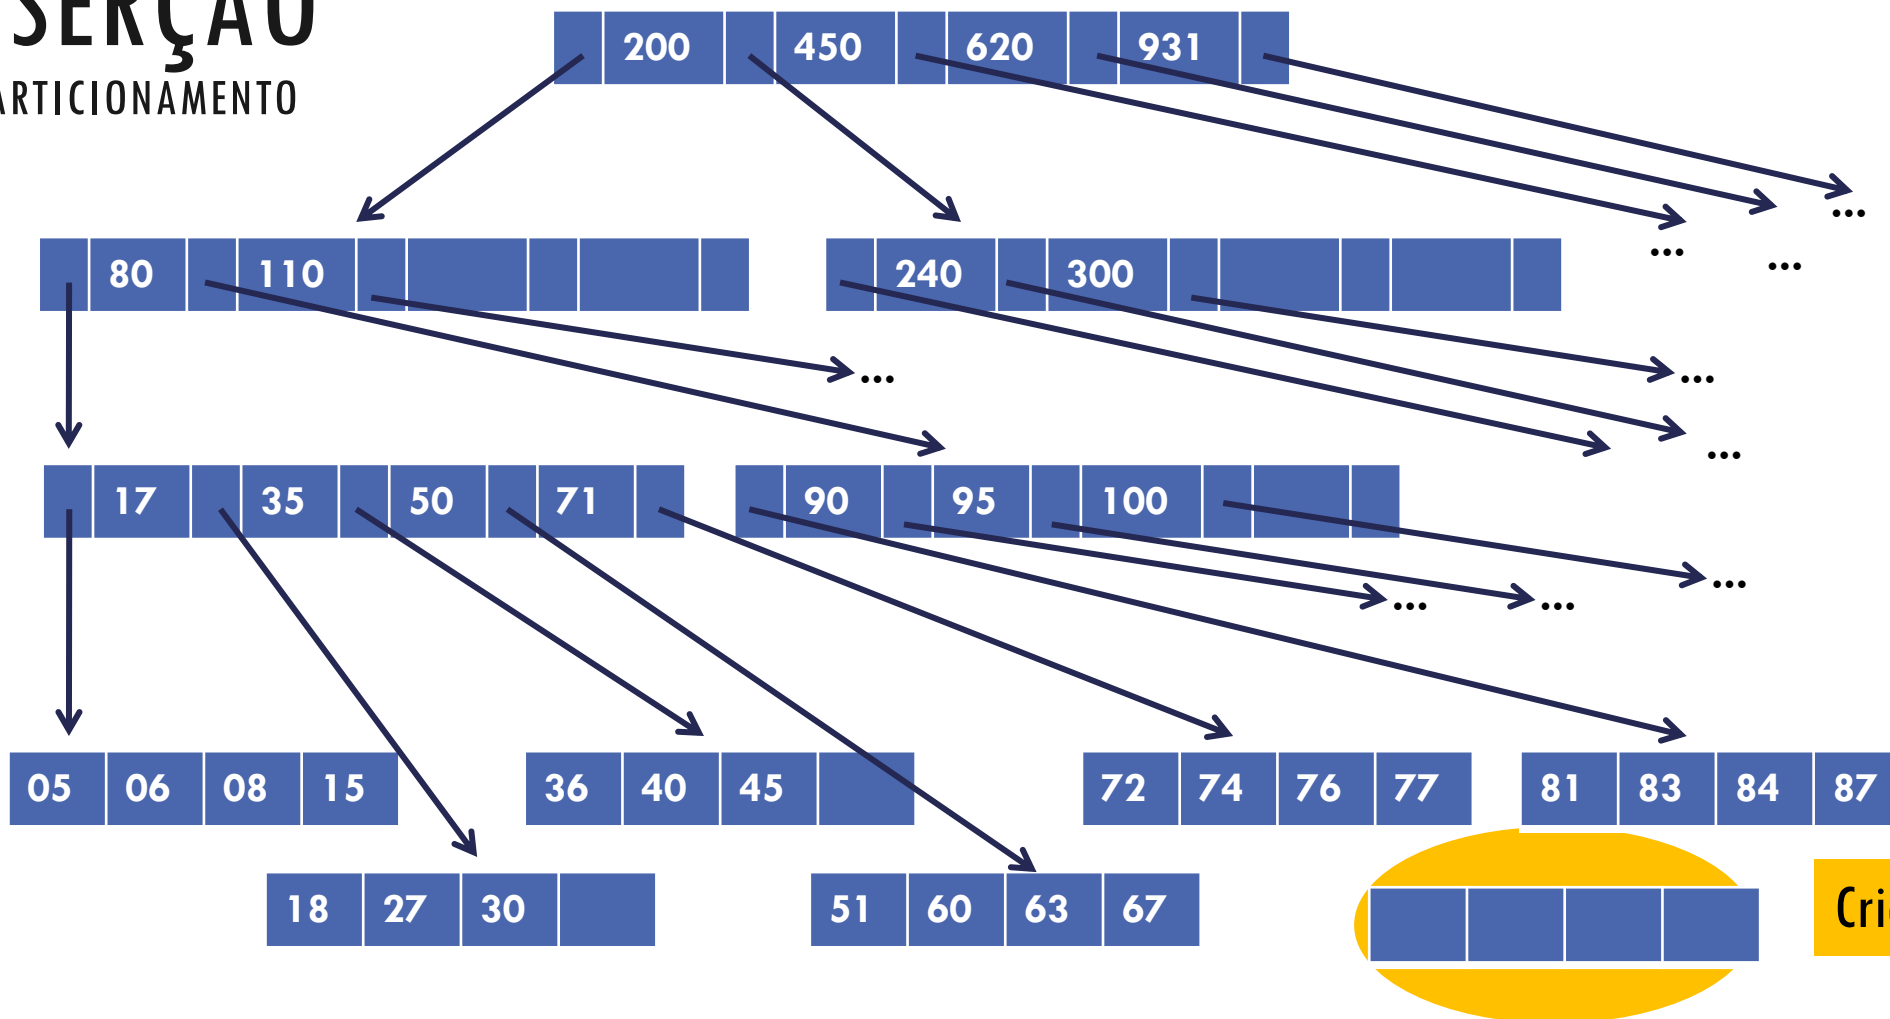 SERÇÃO
ARTICIONAMENTO
200 450 620 931
...
... ...
80 110 240 300
... ...
...
17 35 50 71 90 95 100
...
... ...
05 06 08 15 36 40 45 72 74 76 77 81 83 84 87
18 27 30 51 60 63 67